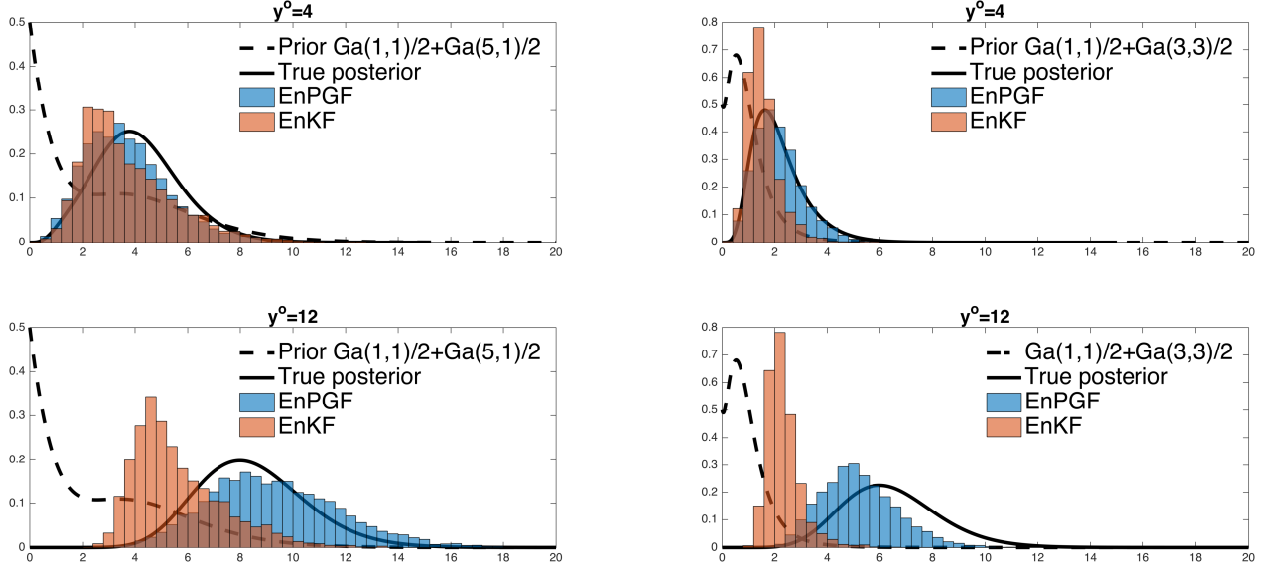 y°=4
0.5
0.4
0.3
0.2
0.1
0
0 2 4 6 8 10 12 14 16 18 20
Prior Ga(1,1)/2+Ga(5,1)/2
True posterior
EnPGF
EnKF
y°=4
0.8
0.7
0.6
0.5
0.4
0.3
0.2
0.1
0
0 2 4 6 8 10 12 14 16 18 20
Prior Ga(1,1)/2+Ga(3,3)/2
True posterior
EnPGF
EnKF
y°=12
0.5
0.4
0.3
0.2
0.1
0
0 2 4 6 8 10 12 14 16 18 20
Prior Ga(1,1)/2+Ga(5,1)/2
True posterior
EnPGF
EnKF
y°=12
0.8
0.7
0.6
0.5
0.4
0.3
0.2
0.1
0
0 2 4 6 8 10 12 14 16 18 20
Ga(1,1)/2+Ga(3,3)/2
True posterior
EnPGF
EnKF